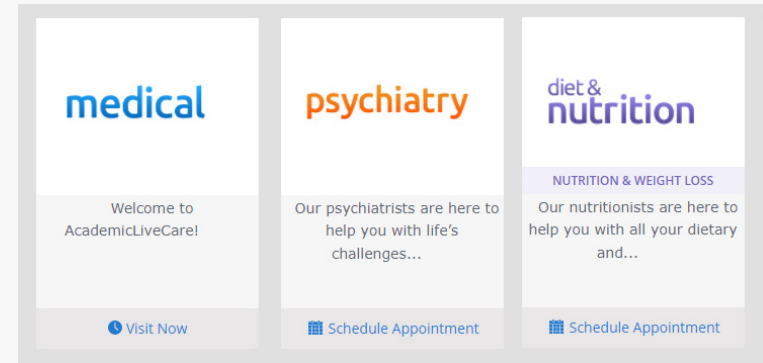 medical
Welcome to
AcademicLiveCare!
Visit Now
psychiatry
Our psychiatrists are here to
help you with life's
challenges...
Schedule Appointment
diet &
nutrition
NUTRITION & WEIGHT LOSS
Our nutritionists are here to
help you with all your dietary
and...
Schedule Appointment